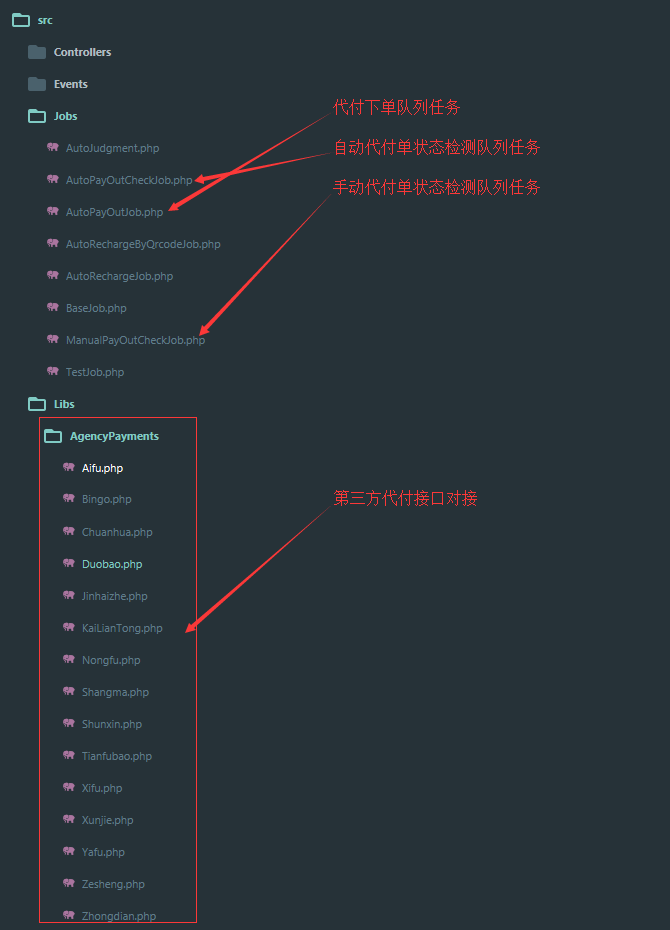 src
Controllers
Events
代付下单队列任务
Jobs
自动代付单状态检测队列任务
AutoJudgment.php
AutoPayOutCheckJob.php
手动代付单状态检测队列任务
AutoPayOutJob.php
AutoRechargeByQrcodeJob.php
AutoRechargeJob.php
BaseJob.php
ManualPayOutCheckJob.php
TestJob.php
Libs
AgencyPayments
Aifu.php
Bingo.php
第三方代付接口对接
Chuanhua.php
Duobao.php
Jinhaizhe.php
KaiLianTong.php
Nongfu.php
Shangma.php
Shunxin.php
Tianfubao.php
Xifu.php
Xunjie.php
Yafu.php
Zesheng.php
Zhongdian.php